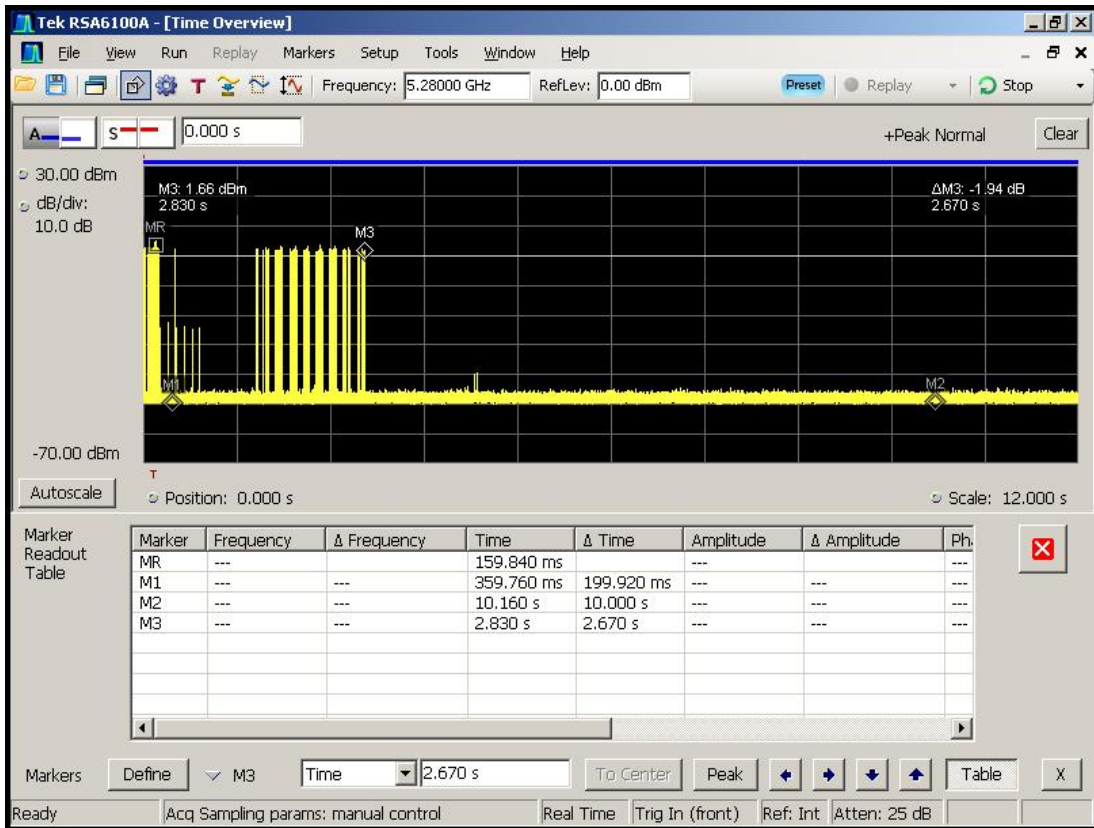 Tek RSA6100A - [Time Overview]
File View Run Replay Markers Setup Tools Window Help
Frequency: 5.28000 GHz RefLev: 0.00 dBm Preset Replay Stop
A S 0.000 s +Peak Normal Clear
30.00 dBm
dB/div:
10.0 dB
M3: 1.66 dBm
2.830 s
ΔM3: -1.94 dB
2.670 s
MR
M3
M1
M2
-70.00 dBm
T
Autoscale Position: 0.000 s Scale: 12.000 s
Marker
Readout
Table
Marker Frequency Δ Frequency Time Δ Time Amplitude Δ Amplitude Ph
MR --- 159.840 ms --- ---
M1 --- --- 359.760 ms 199.920 ms --- --- ---
M2 --- --- 10.160 s 10.000 s --- --- ---
M3 --- --- 2.830 s 2.670 s --- --- ---
Markers Define M3 Time 2.670 s To Center Peak Table X
Ready Acq Sampling params: manual control Real Time Trig In (front) Ref: Int Atten: 25 dB